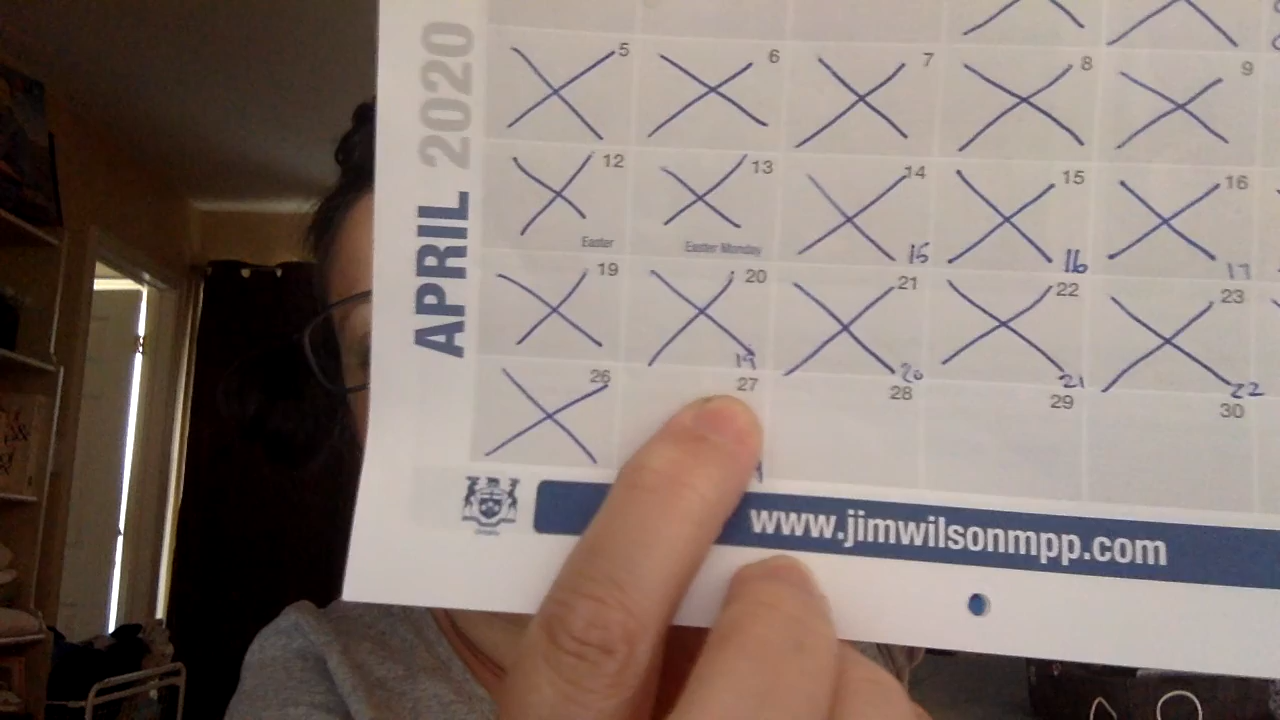 APRIL 2020
5 6 7 8 9
12 13 14 15 16
Easter Easter Monday 15 16 17
19 20 21 22 23
19 20 21 22
26 27 28 29 30
www.jimwilsonmpp.com